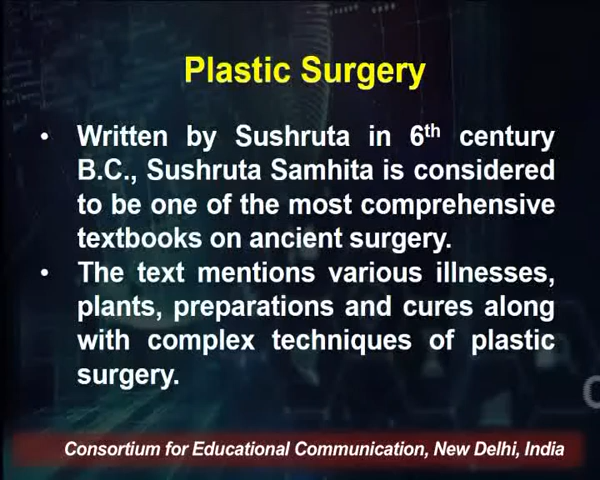 Plastic Surgery
• Written by Sushruta in 6th century
B.C., Sushruta Samhita is considered
to be one of the most comprehensive
textbooks on ancient surgery.
• The text mentions various illnesses,
plants, preparations and cures along
with complex techniques of plastic
surgery.
Consortium for Educational Communication, New Delhi, India